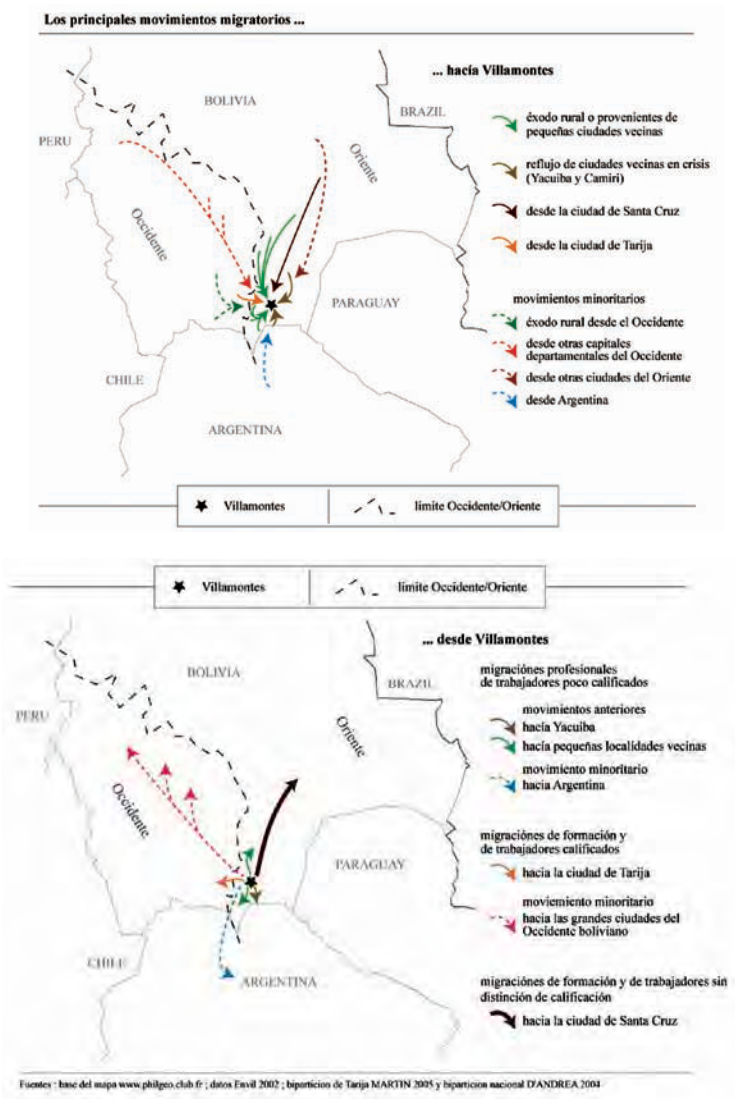 Los principales movimientos migratorios ...
... hacía Villamontes
BOLIVIA
BRAZIL
PERU
Oriente
Occidente
PARAGUAY
CHILE
ARGENTINA
éxodo rural o provenientes de
pequeñas ciudades vecinas
reflujo de ciudades vecinas en crisis
(Yacuiba y Camiri)
desde la ciudad de Santa Cruz
desde la ciudad de Tarija
movimientos minoritarios
éxodo rural desde el Occidente
desde otras capitales
departamentales del Occidente
desde otras ciudades del Oriente
desde Argentina
Villamontes
límite Occidente/Oriente
Villamontes
límite Occidente/Oriente
... desde Villamontes
BOLIVIA
BRAZIL
PERU
Oriente
Occidente
PARAGUAY
CHILE
ARGENTINA
migraciónes profesionales
de trabajadores poco calificados
movimientos anteriores
hacía Yacuiba
hacía pequeñas localidades vecinas
movimiento minoritario
hacia Argentina
migraciónes de formación y
de trabajadores calificados
hacia la ciudad de Tarija
moviemiento minoritario
hacia las grandes ciudades del
Occidente boliviano
migraciónes de formación y de trabajadores sin
distinción de calificación
hacia la ciudad de Santa Cruz
Fuentes : base del mapa www.philgeo.club.fr ; datos Envil 2002 ; biparticion de Tarija MARTIN 2005 y biparticion nacional D'ANDREA 2004